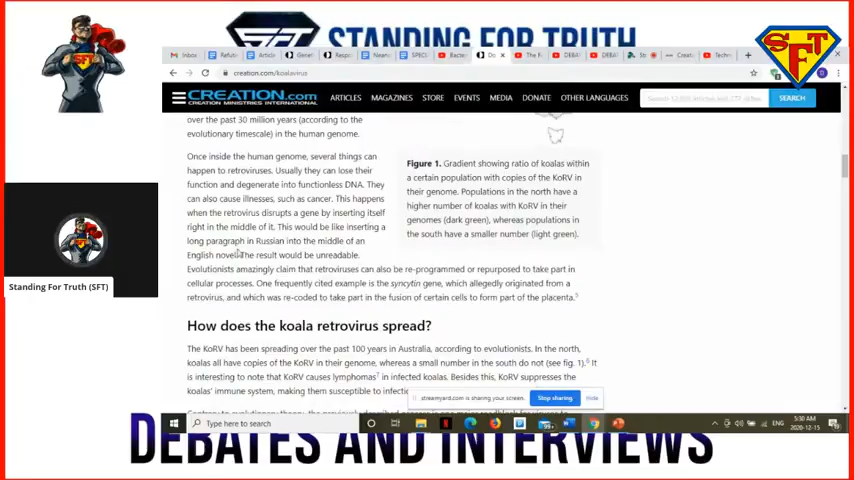 SFT STANDING FOR TRUTH
SFT
SFT
Inbox
creation.com/koalavirus
CREATION.com
CREATION MINISTRIES INTERNATIONAL
ARTICLES MAGAZINES STORE EVENTS MEDIA DONATE OTHER LANGUAGES
SEARCH
over the past 30 million years (according to the
evolutionary timescale) in the human genome.
Once inside the human genome, several things can
happen to retroviruses. Usually they can lose their
function and degenerate into functionless DNA. They
can also cause illnesses, such as cancer. This happens
when the retrovirus disrupts a gene by inserting itself
right in the middle of it. This would be like inserting a
long paragraph in Russian into the middle of an
English novel. The result would be unreadable.
Figure 1. Gradient showing ratio of koalas within
a certain population with copies of the KoRV in
their genome. Populations in the north have a
higher number of koalas with KoRV in their
genomes (dark green), whereas populations in
the south have a smaller number (light green).
Evolutionists amazingly claim that retroviruses can also be re-programmed or repurposed to take part in
cellular processes. One frequently cited example is the syncytin gene, which allegedly originated from a
retrovirus, and which was re-coded to take part in the fusion of certain cells to form part of the placenta.5
How does the koala retrovirus spread?
The KoRV has been spreading over the past 100 years in Australia, according to evolutionists. In the north,
koalas all have copies of the KoRV in their genome, whereas a small number in the south do not (see fig. 1).6 It
is interesting to note that KoRV causes lymphomas7 in infected koalas. Besides this, KoRV suppresses the
koalas' immune system, making them susceptible to
streamyard.com is sharing your screen. Stop sharing Hide
Type here to search
99+
ENG
5:30 AM
2020-12-15
Standing For Truth (SFT)
DEBATES AND INTERVIEWS